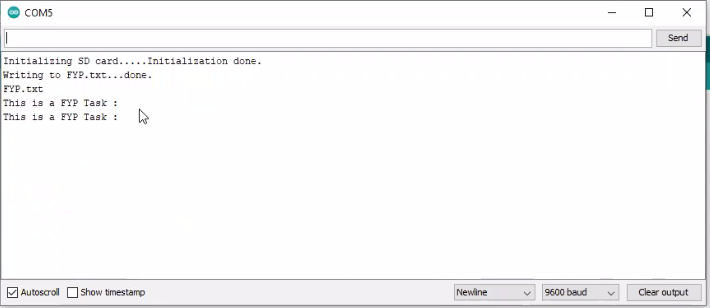 COM5
Send
Initializing SD card.....Initialization done.
Writing to FYP.txt...done.
FYP.txt
This is a FYP Task :
This is a FYP Task :
Autoscroll Show timestamp Newline 9600 baud Clear output